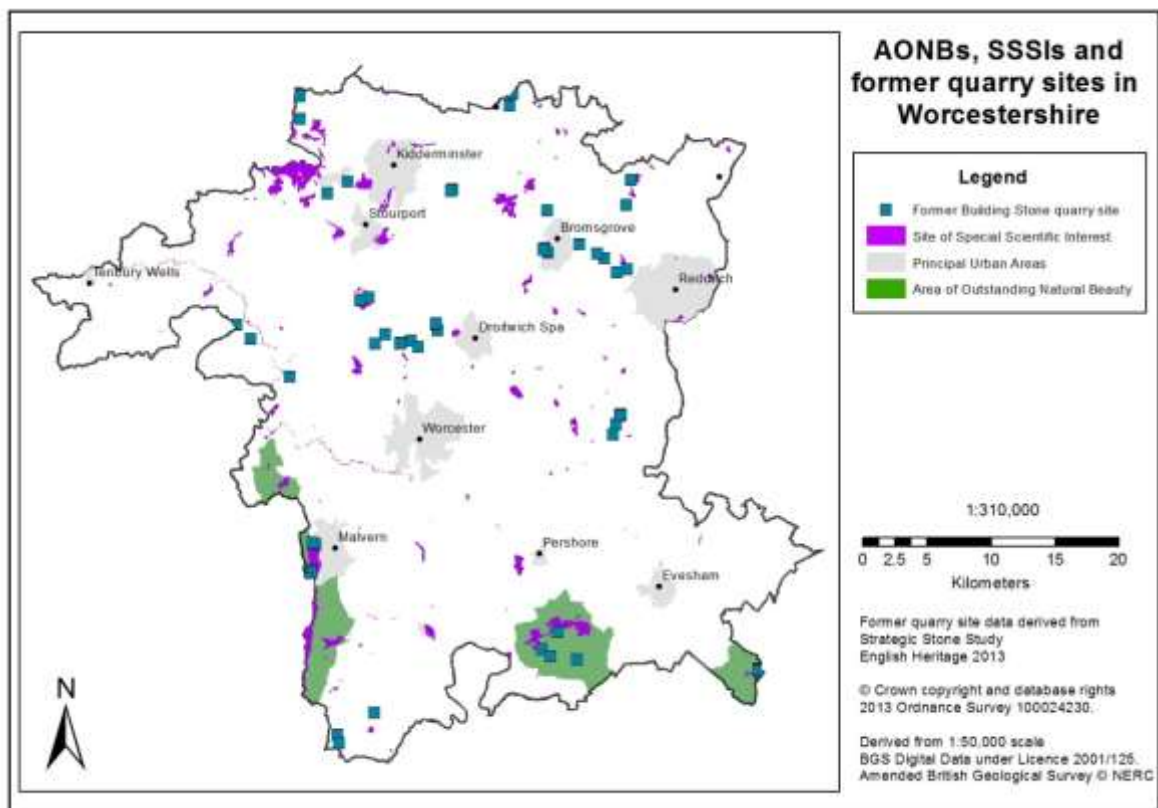 AONBs, SSSIs and
former quarry sites in
Worcestershire
Legend
Former Building Stone quarry site
Site of Special Scientific Interest
Principal Urban Areas
Area of Outstanding Natural Beauty
Kidderminster
Stourport
Bromsgrove
Tenbury Wells
Redditch
Droitwich Spa
Worcester
Malvern
Pershore
Evesham
N
1:310,000
0 2.5 5 10 15 20
Kilometers
Former quarry site data derived from
Strategic Stone Study
English Heritage 2013
© Crown copyright and database rights
2013 Ordnance Survey 100024230.
Derived from 1:50,000 scale
BGS Digital Data under Licence 2001/125.
Amended British Geological Survey © NERC